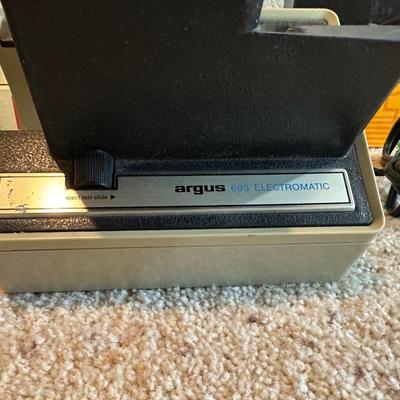 argus 693 ELECTROMATIC
eject last slide ▶